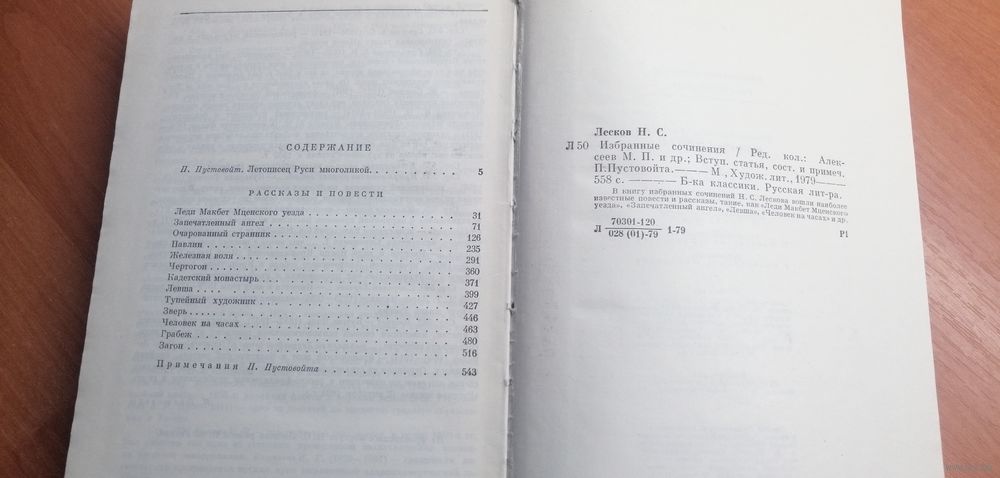 СОДЕРЖАНИЕ
П. Пустовойт. Летописец Руси многоликой. . . . . . . . . . 5
РАССКАЗЫ И ПОВЕСТИ
Леди Макбет Мценского уезда . . . . . . . . . . 31
Запечатленный ангел . . . . . . . . . . 71
Очарованный странник . . . . . . . . . . 126
Павлин . . . . . . . . . . 235
Железная воля . . . . . . . . . . 291
Чертогон . . . . . . . . . . 360
Кадетский монастырь . . . . . . . . . . 371
Левша . . . . . . . . . . 399
Тупейный художник . . . . . . . . . . 427
Зверь . . . . . . . . . . 446
Человек на часах . . . . . . . . . . 463
Грабеж . . . . . . . . . . 480
Загон . . . . . . . . . . 516
Примечания П. Пустовойта . . . . . . . . . . 543
Лесков Н. С.
Л 50 Избранные сочинения / Ред. кол.: Алек-
сеев М. П. и др.; Вступ. статья, сост. и примеч.
П. Пустовойта.— М., Худож. лит., 1979—
558 с. — Б-ка классики. Русская лит-ра.
В книгу избранных сочинений Н. С. Лескова вошли наиболее
известные повести и рассказы, такие, как «Леди Макбет Мценского
уезда», «Запечатленный ангел», «Левша», «Человек на часах» и др.
70301-120
Л 028 (01)-79 1-79 Р1